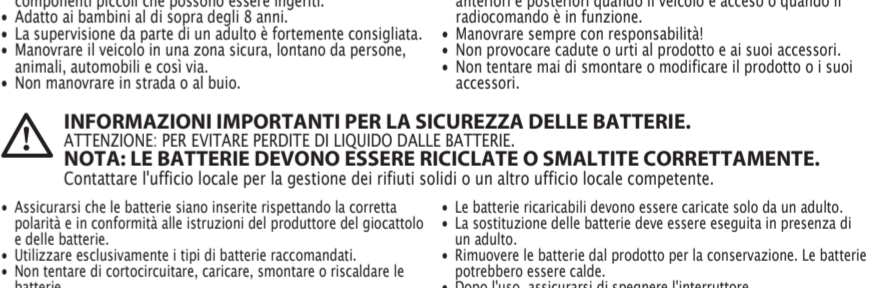 componenti piccoli che possono essere ingeriti.
• Adatto ai bambini al di sopra degli 8 anni.
• La supervisione da parte di un adulto è fortemente consigliata.
• Manovrare il veicolo in una zona sicura, lontano da persone,
animali, automobili e così via.
• Non manovrare in strada o al buio.
anteriori e posteriori quando il veicolo è acceso o quando il
radiocomando è in funzione.
• Manovrare sempre con responsabilità!
• Non provocare cadute o urti al prodotto e ai suoi accessori.
• Non tentare mai di smontare o modificare il prodotto o i suoi
accessori.
INFORMAZIONI IMPORTANTI PER LA SICUREZZA DELLE BATTERIE.
ATTENZIONE: PER EVITARE PERDITE DI LIQUIDO DALLE BATTERIE.
NOTA: LE BATTERIE DEVONO ESSERE RICICLATE O SMALTITE CORRETTAMENTE.
Contattare l'ufficio locale per la gestione dei rifiuti solidi o un altro ufficio locale competente.
• Assicurarsi che le batterie siano inserite rispettando la corretta
polarità e in conformità alle istruzioni del produttore del giocattolo
e delle batterie.
• Utilizzare esclusivamente i tipi di batterie raccomandati.
• Non tentare di cortocircuitare, caricare, smontare o riscaldare le
batterie.
• Le batterie ricaricabili devono essere caricate solo da un adulto.
• La sostituzione delle batterie deve essere eseguita in presenza di
un adulto.
• Rimuovere le batterie dal prodotto per la conservazione. Le batterie
potrebbero essere calde.
• Dopo l'uso, assicurarsi di spegnere l'interruttore